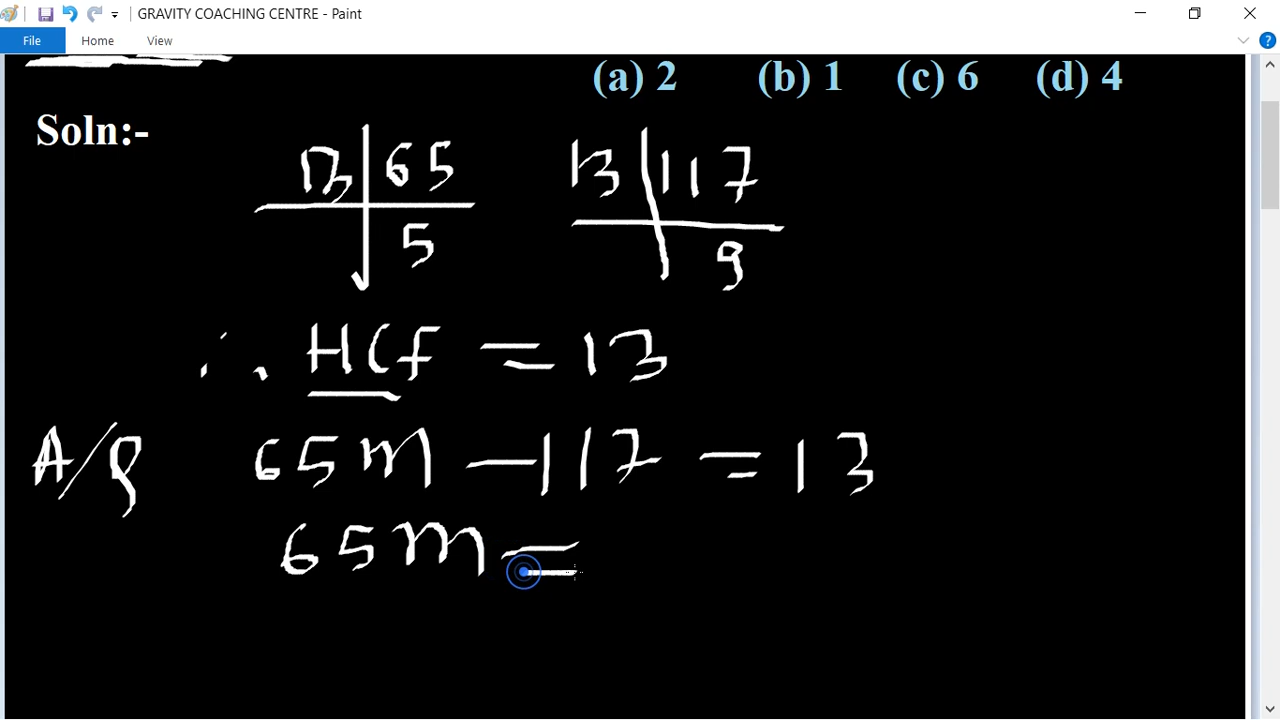 GRAVITY COACHING CENTRE - Paint
File Home View
(a) 2 (b) 1 (c) 6 (d) 4
Soln:-
13 65 13 117
5 9
∴ HCf = 13
A/Q 65m - 117 = 13
65m =